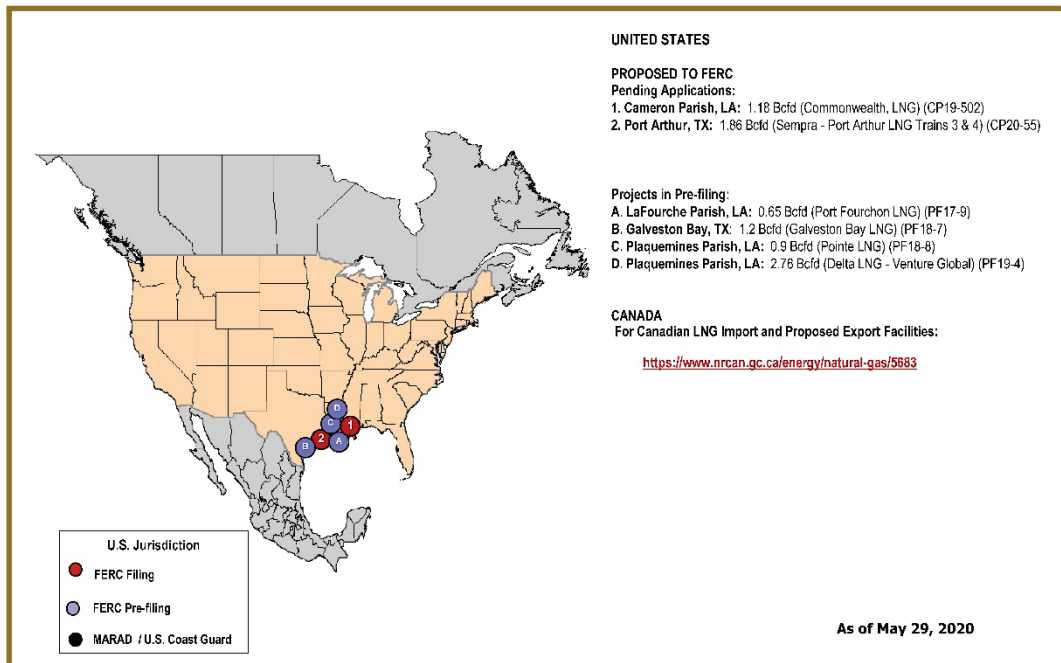 UNITED STATES
PROPOSED TO FERC
Pending Applications:
1. Cameron Parish, LA: 1.18 Bcfd (Commonwealth, LNG) (CP19-502)
2. Port Arthur, TX: 1.86 Bcfd (Sempra - Port Arthur LNG Trains 3 & 4) (CP20-55)
Projects in Pre-filing:
A. LaFourche Parish, LA: 0.65 Bcfd (Port Fourchon LNG) (PF17-9)
B. Galveston Bay, TX: 1.2 Bcfd (Galveston Bay LNG) (PF18-7)
C. Plaquemines Parish, LA: 0.9 Bcfd (Pointe LNG) (PF18-8)
D. Plaquemines Parish, LA: 2.76 Bcfd (Delta LNG - Venture Global) (PF19-4)
CANADA
For Canadian LNG Import and Proposed Export Facilities:
https://www.nrcan.gc.ca/energy/natural-gas/5683
D
C
1
2
A
B
U.S. Jurisdiction
FERC Filing
FERC Pre-filing
MARAD / U.S. Coast Guard
As of May 29, 2020